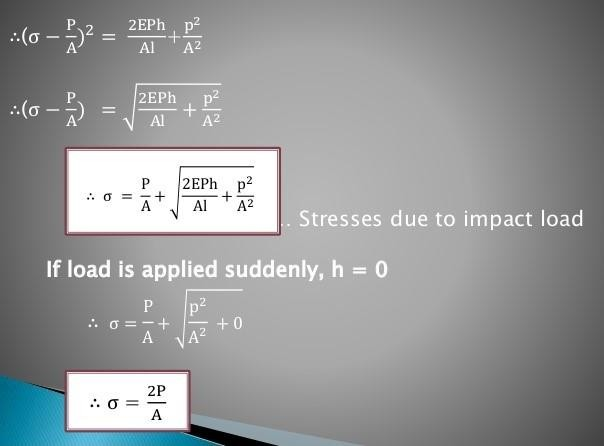 ∴(σ − P/A)² = 2EPh/Al + p²/A²
∴(σ − P/A) = √(2EPh/Al + p²/A²)
∴ σ = P/A + √(2EPh/Al + p²/A²) .. Stresses due to impact load
If load is applied suddenly, h = 0
∴ σ = P/A + √(p²/A² + 0)
∴ σ = 2P/A